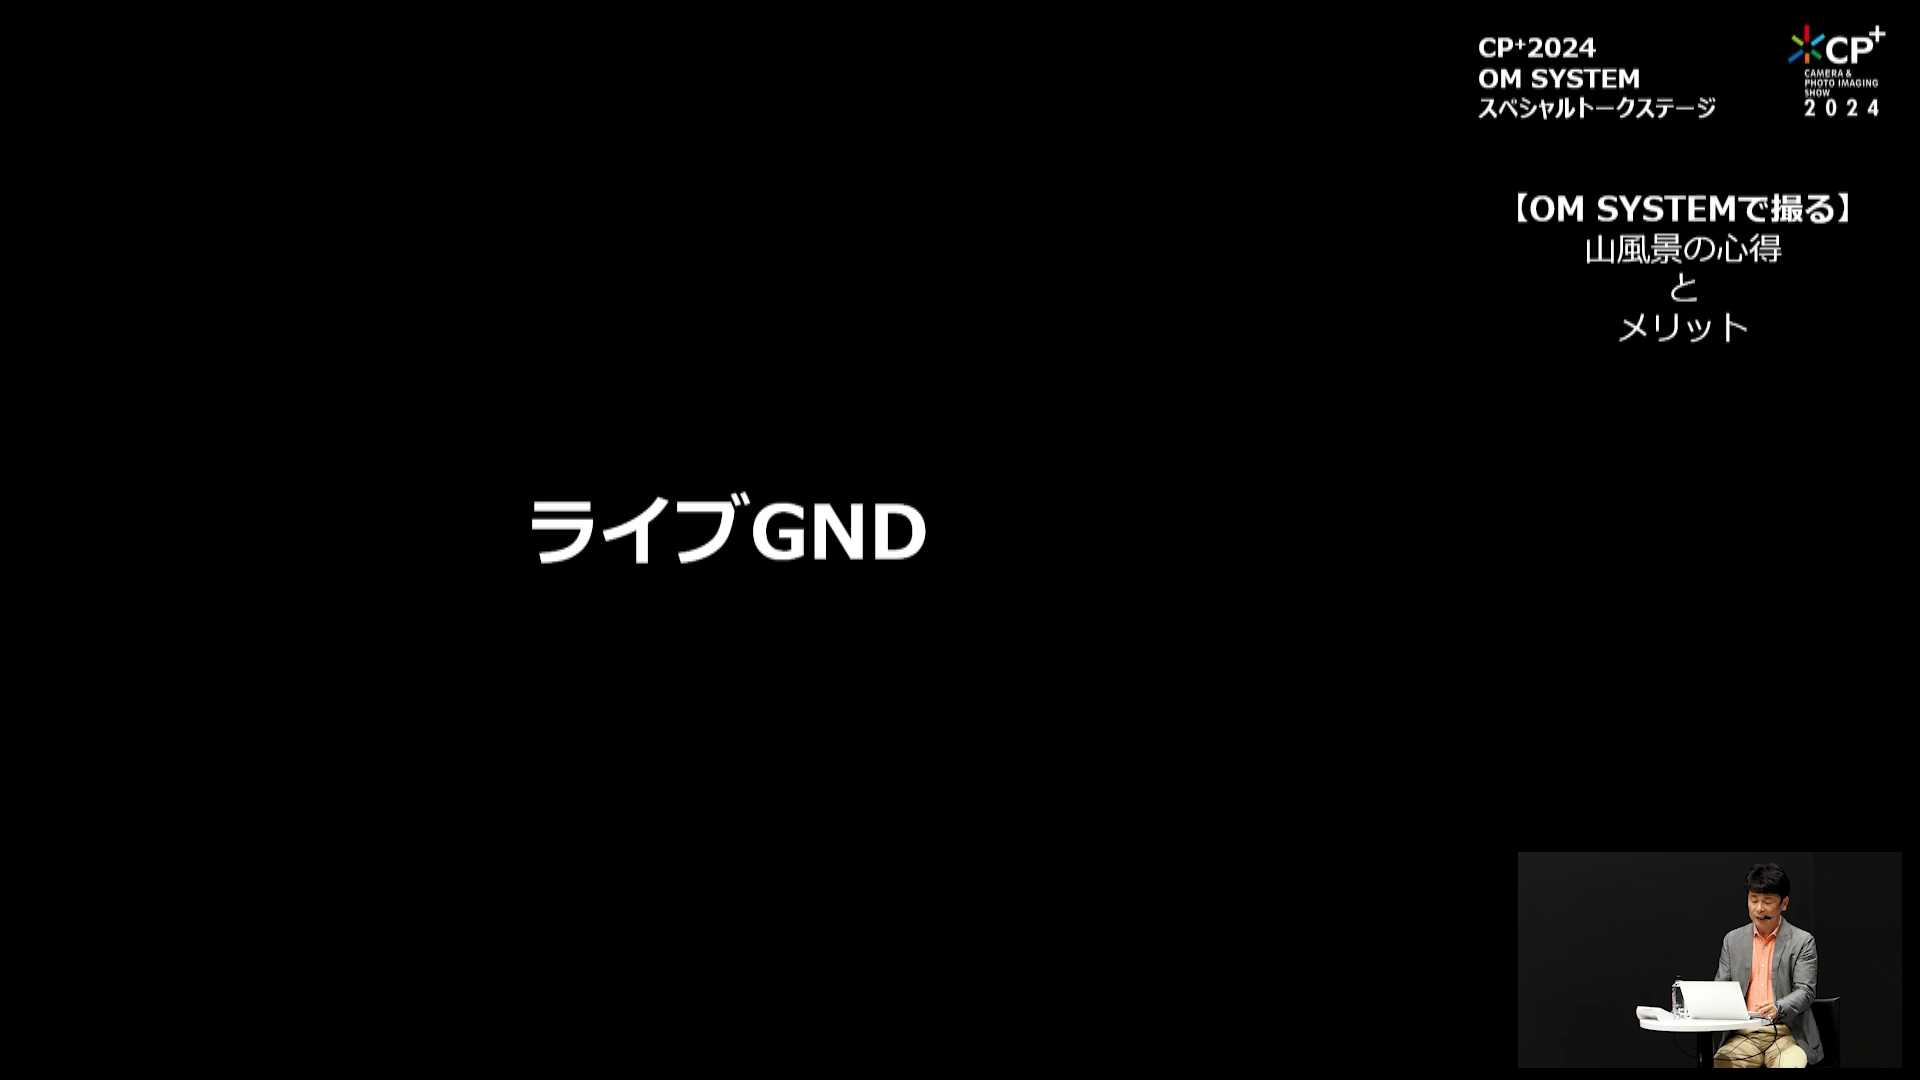 CP+2024
OM SYSTEM
スペシャルトークステージ
CP+
CAMERA &
PHOTO IMAGING
SHOW
2024
【OM SYSTEMで撮る】
山風景の心得
と
メリット
ライブGND